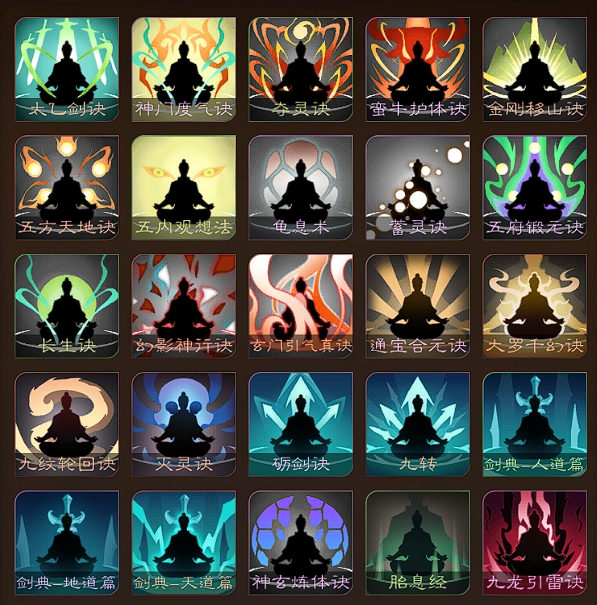 太乙剑诀
神门度气诀
夺灵诀
蛮牛护体诀
金刚移山诀
五方天地诀
五内观想法
龟息术
蓄灵诀
五府锻元诀
长生诀
幻影神行诀
玄门引气真诀
通宝合元诀
大罗千幻诀
九纹轮回诀
火灵诀
砺剑诀
九转
剑典-人道篇
剑典-地道篇
剑典-天道篇
神玄炼体诀
胎息经
九龙引雷诀